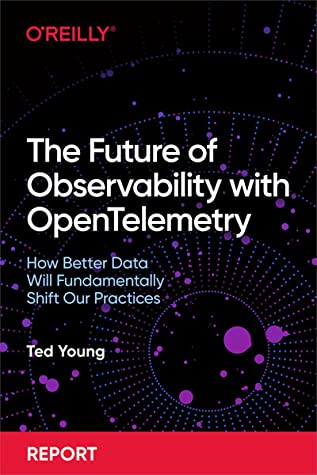 O'REILLY®
The Future of
Observability with
OpenTelemetry
How Better Data
Will Fundamentally
Shift Our Practices
Ted Young
REPORT